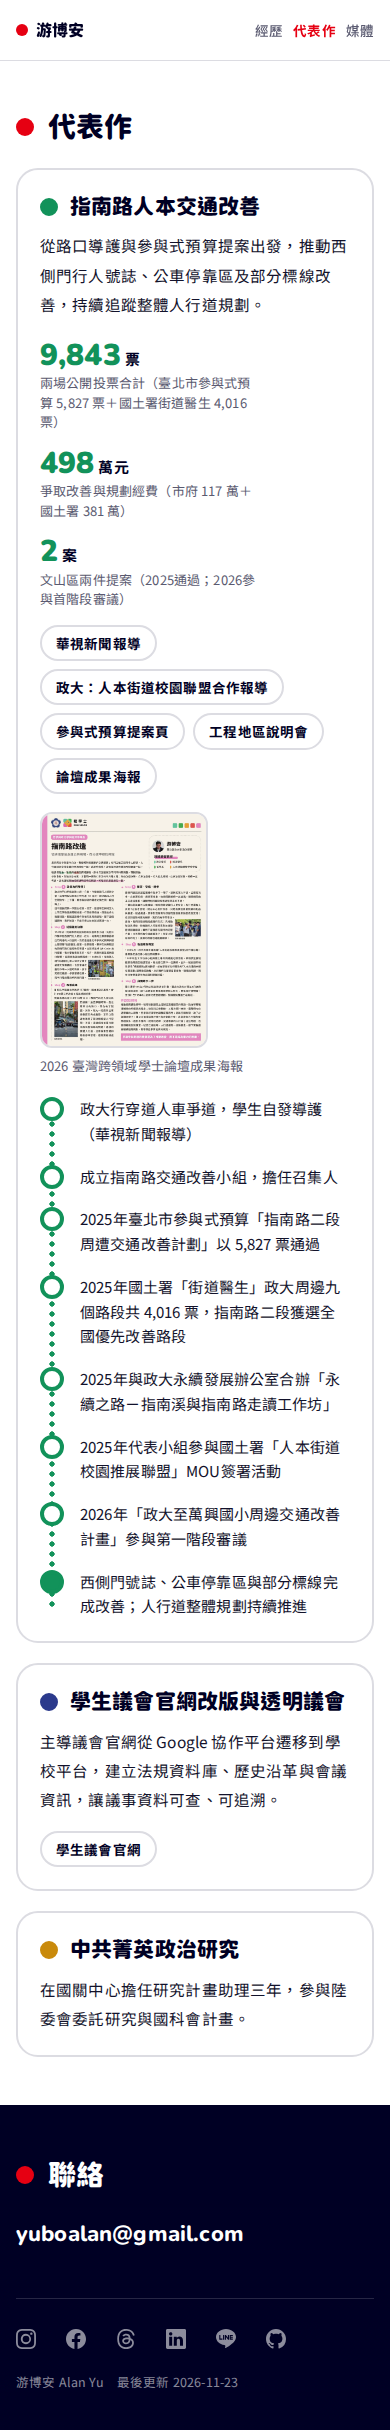 游博安
經歷 代表作 媒體
代表作
指南路人本交通改善
從路口導護與參與式預算提案出發，推動西
側門行人號誌、公車停靠區及部分標線改
善，持續追蹤整體人行道規劃。
9,843 票
兩場公開投票合計（臺北市參與式預
算 5,827 票＋國土署街道醫生 4,016
票）
498 萬元
爭取改善與規劃經費（市府 117 萬＋
國土署 381 萬）
2 案
文山區兩件提案（2025通過；2026參
與首階段審議）
華視新聞報導
政大：人本街道校園聯盟合作報導
參與式預算提案頁 工程地區說明會
論壇成果海報
指南路改造
游博安
2026 臺灣跨領域學士論壇成果海報
政大行穿道人車爭道，學生自發導護
（華視新聞報導）
成立指南路交通改善小組，擔任召集人
2025年臺北市參與式預算「指南路二段
周遭交通改善計劃」以 5,827 票通過
2025年國土署「街道醫生」政大周邊九
個路段共 4,016 票，指南路二段獲選全
國優先改善路段
2025年與政大永續發展辦公室合辦「永
續之路－指南溪與指南路走讀工作坊」
2025年代表小組參與國土署「人本街道
校園推展聯盟」MOU簽署活動
2026年「政大至萬興國小周邊交通改善
計畫」參與第一階段審議
西側門號誌、公車停靠區與部分標線完
成改善；人行道整體規劃持續推進
學生議會官網改版與透明議會
主導議會官網從 Google 協作平台遷移到學
校平台，建立法規資料庫、歷史沿革與會議
資訊，讓議事資料可查、可追溯。
學生議會官網
中共菁英政治研究
在國關中心擔任研究計畫助理三年，參與陸
委會委託研究與國科會計畫。
聯絡
yuboalan@gmail.com
LINE
游博安 Alan Yu 最後更新 2026-11-23